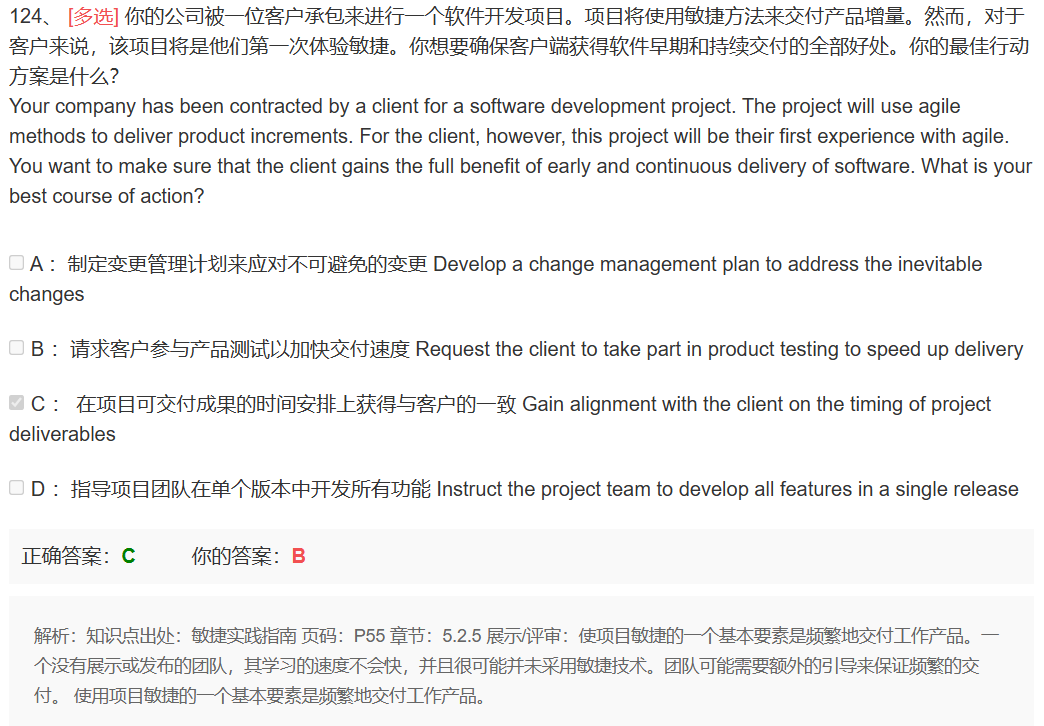 124、 [多选] 你的公司被一位客户承包来进行一个软件开发项目。项目将使用敏捷方法来交付产品增量。然而，对于
客户来说，该项目将是他们第一次体验敏捷。你想要确保客户端获得软件早期和持续交付的全部好处。你的最佳行动
方案是什么？
Your company has been contracted by a client for a software development project. The project will use agile
methods to deliver product increments. For the client, however, this project will be their first experience with agile.
You want to make sure that the client gains the full benefit of early and continuous delivery of software. What is your
best course of action?
A： 制定变更管理计划来应对不可避免的变更 Develop a change management plan to address the inevitable
changes
B： 请求客户参与产品测试以加快交付速度 Request the client to take part in product testing to speed up delivery
C： 在项目可交付成果的时间安排上获得与客户的一致 Gain alignment with the client on the timing of project
deliverables
D： 指导项目团队在单个版本中开发所有功能 Instruct the project team to develop all features in a single release
正确答案：C 你的答案：B
解析：知识点出处：敏捷实践指南 页码：P55 章节：5.2.5 展示/评审：使项目敏捷的一个基本要素是频繁地交付工作产品。一
个没有展示或发布的团队，其学习的速度不会快，并且很可能并未采用敏捷技术。团队可能需要额外的引导来保证频繁的交
付。 使用项目敏捷的一个基本要素是频繁地交付工作产品。